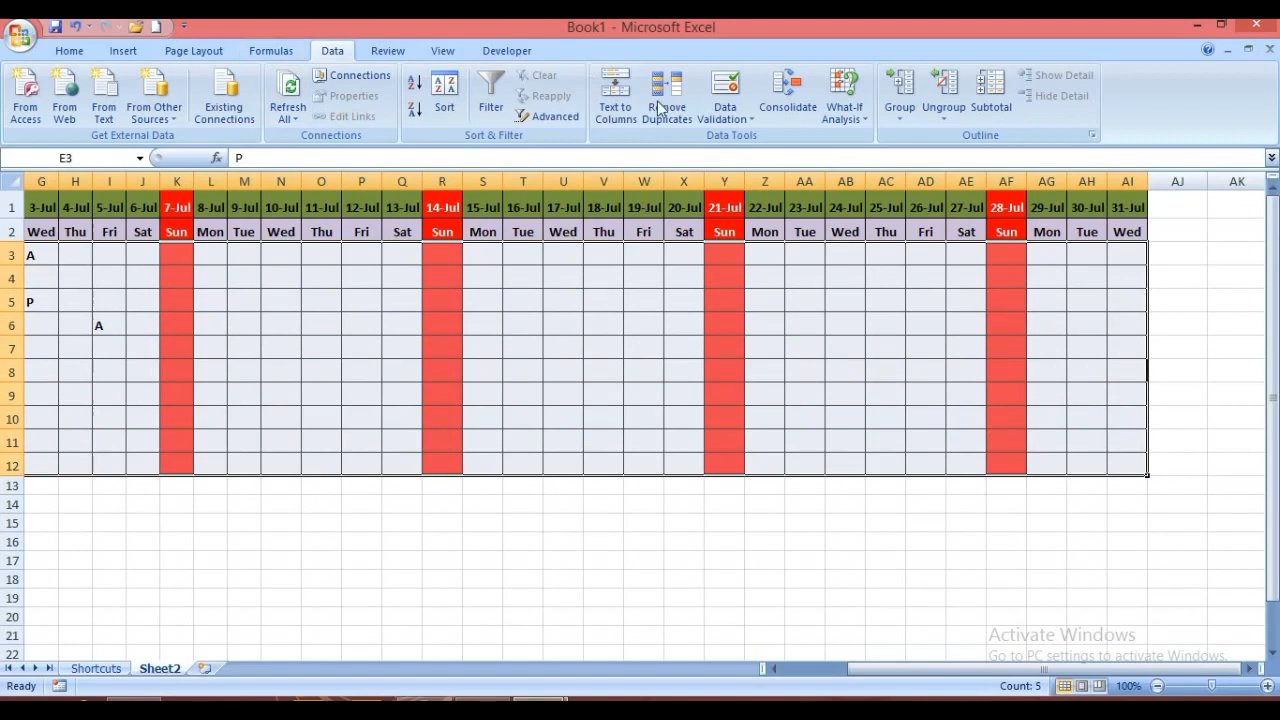 Book1 - Microsoft Excel
Home Insert Page Layout Formulas Data Review View Developer
From Access
From Web
From Text
From Other Sources
Existing Connections
Get External Data
Refresh All
Connections
Properties
Edit Links
Connections
Sort
Filter
Clear
Reapply
Advanced
Sort & Filter
Text to Columns
Remove Duplicates
Data Validation
Consolidate
What-If Analysis
Data Tools
Group
Ungroup
Subtotal
Show Detail
Hide Detail
Outline
E3 fx P
G H I J K L M N O P Q R S T U V W X Y Z AA AB AC AD AE AF AG AH AI AJ AK
1 3-Jul 4-Jul 5-Jul 6-Jul 7-Jul 8-Jul 9-Jul 10-Jul 11-Jul 12-Jul 13-Jul 14-Jul 15-Jul 16-Jul 17-Jul 18-Jul 19-Jul 20-Jul 21-Jul 22-Jul 23-Jul 24-Jul 25-Jul 26-Jul 27-Jul 28-Jul 29-Jul 30-Jul 31-Jul
2 Wed Thu Fri Sat Sun Mon Tue Wed Thu Fri Sat Sun Mon Tue Wed Thu Fri Sat Sun Mon Tue Wed Thu Fri Sat Sun Mon Tue Wed
3 A
4
5 P
6 A
7
8
9
10
11
12
13
14
15
16
17
18
19
20
21
22
Activate Windows
Go to PC settings to activate Windows.
Shortcuts Sheet2
Ready Count: 5 100%